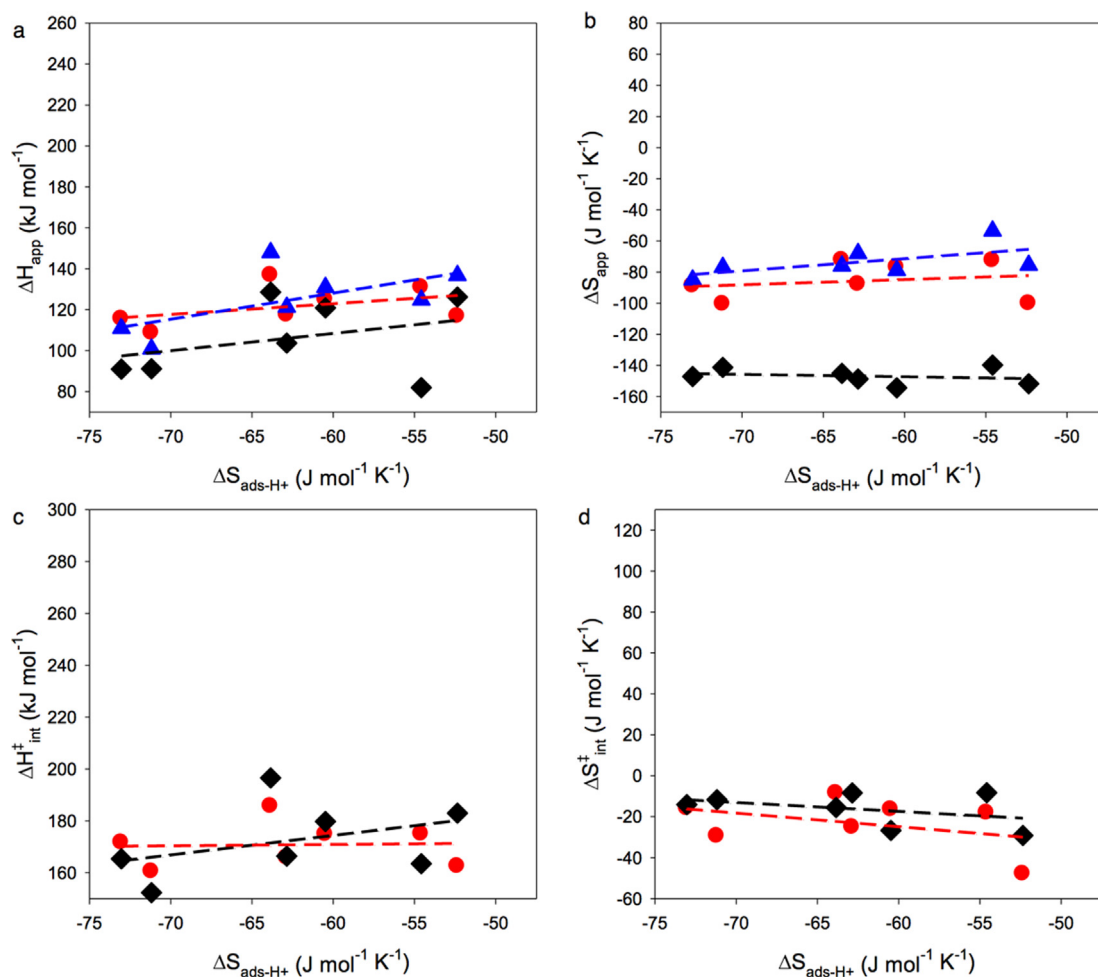 a
ΔH_app (kJ mol⁻¹)
260
240
220
200
180
160
140
120
100
80
-75 -70 -65 -60 -55 -50
ΔS_ads-H+ (J mol⁻¹ K⁻¹)
b
ΔS_app (J mol⁻¹ K⁻¹)
80
60
40
20
0
-20
-40
-60
-80
-100
-120
-140
-160
-75 -70 -65 -60 -55 -50
ΔS_ads-H+ (J mol⁻¹ K⁻¹)
c
ΔH‡_int (kJ mol⁻¹)
300
280
260
240
220
200
180
160
-75 -70 -65 -60 -55 -50
ΔS_ads-H+ (J mol⁻¹ K⁻¹)
d
ΔS‡_int (J mol⁻¹ K⁻¹)
120
100
80
60
40
20
0
-20
-40
-60
-75 -70 -65 -60 -55 -50
ΔS_ads-H+ (J mol⁻¹ K⁻¹)